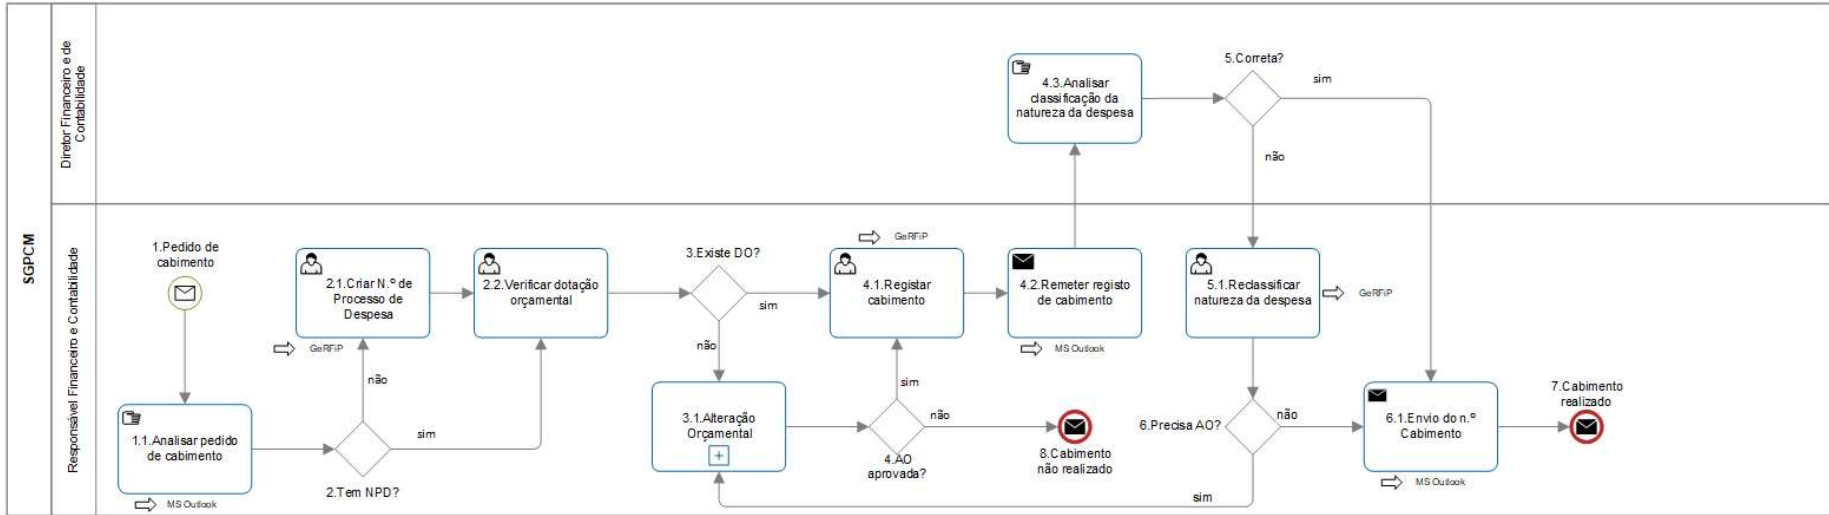 SGPCM
Diretor Financeiro e de
Contabilidade
4.3.Analisar
classificação da
natureza da despesa
5.Correta?
sim
não
Responsável Financeiro e Contabilidade
1.Pedido de
cabimento
1.1.Analisar pedido
de cabimento
MS Outlook
2.Tem NPD?
não
sim
2.1.Criar N.º de
Processo de
Despesa
GeRFiP
2.2.Verificar dotação
orçamental
3.Existe DO?
sim
não
3.1.Alteração
Orçamental
4.AO
aprovada?
sim
não
8.Cabimento
não realizado
GeRFiP
4.1.Registar
cabimento
4.2.Remeter registo
de cabimento
MS Outlook
5.1.Reclassificar
natureza da despesa
GeRFiP
6.Precisa AO?
não
sim
6.1.Envio do n.º
Cabimento
MS Outlook
7.Cabimento
realizado